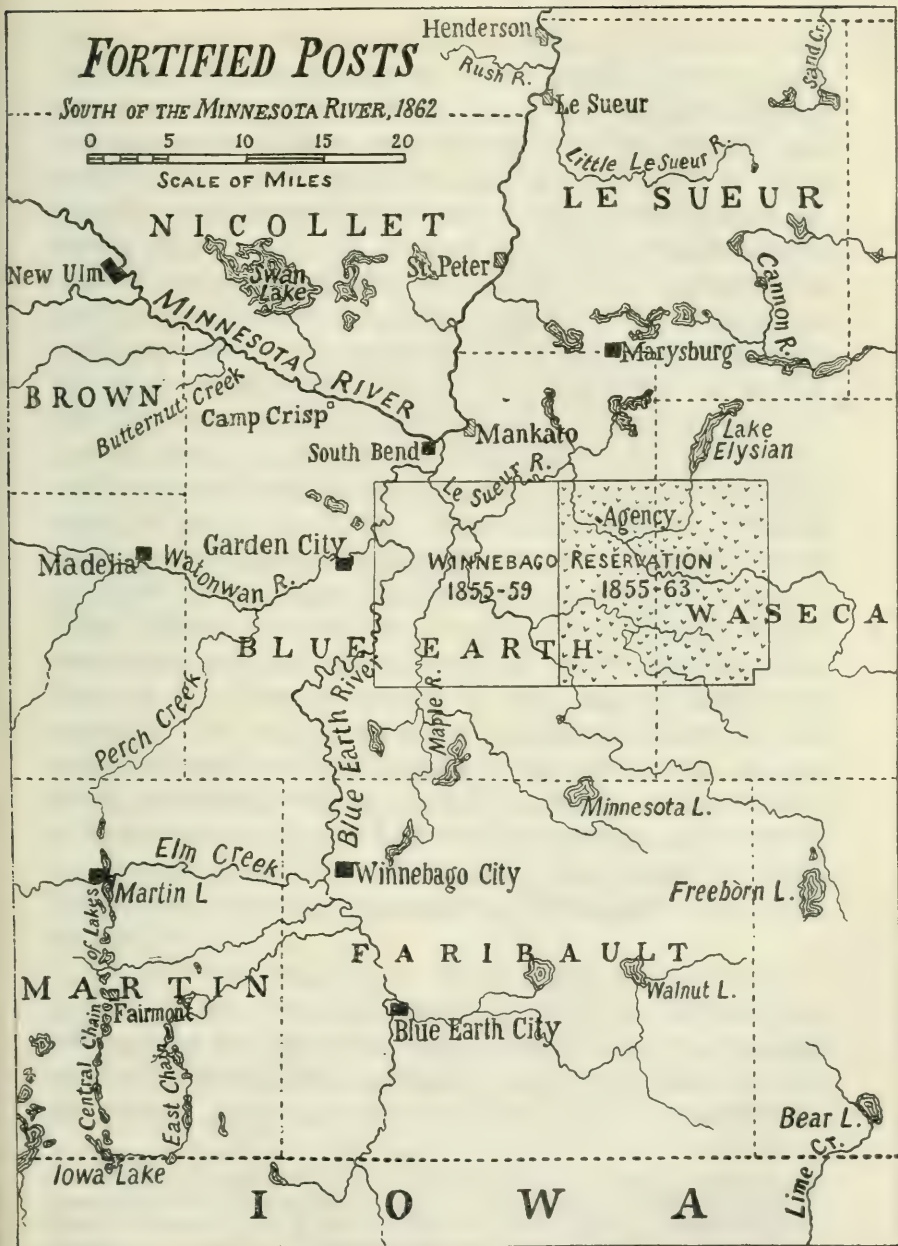 FORTIFIED POSTS
SOUTH OF THE MINNESOTA RIVER, 1862
0 5 10 15 20
SCALE OF MILES
Henderson
Rush R.
Sand Cr.
Le Sueur
Little Le Sueur R.
LE SUEUR
NICOLLET
New Ulm
Swan
Lake
St. Peter
Cannon R.
MINNESOTA RIVER
Marysburg
BROWN
Butternut Creek
Camp Crisp
Mankato
South Bend
Lake
Elysian
Le Sueur R.
Agency
Garden City
Madelia
Watonwan R.
WINNEBAGO RESERVATION
1855-59 1855-63
WASECA
BLUE EARTH
Perch Creek
Blue Earth River
Maple R.
Minnesota L.
Elm Creek
Martin L
Winnebago City
Freeborn L.
FARIBAULT
MARTIN
Walnut L.
Fairmont
Central Chain of Lakes
East Chain
Blue Earth City
Bear L.
Iowa Lake
Lime Cr.
IOWA